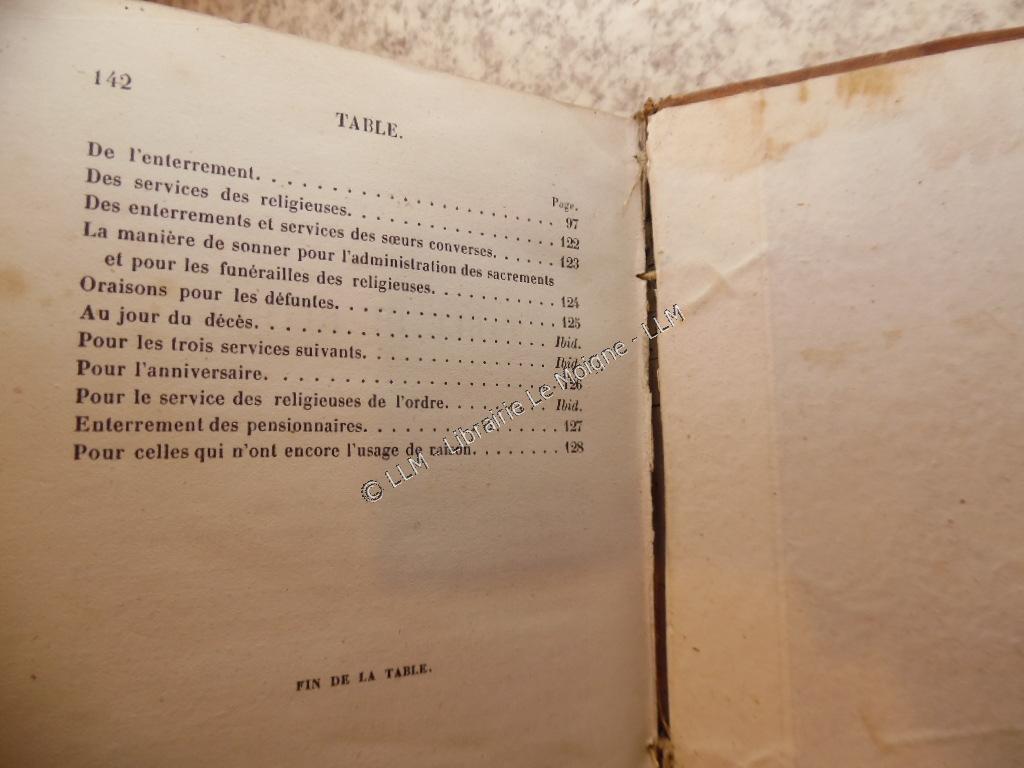 142
TABLE.
Page.
De l'enterrement. . . . . . . . . . . . . . . . . . 97
Des services des religieuses. . . . . . . . . . . . . 122
Des enterrements et services des sœurs converses. . . . . . 123
La manière de sonner pour l'administration des sacrements
et pour les funérailles des religieuses. . . . . . . . . . 124
Oraisons pour les défuntes. . . . . . . . . . . . . . 125
Au jour du décès. . . . . . . . . . . . . . . . . Ibid.
Pour les trois services suivants. . . . . . . . . . . . Ibid.
Pour l'anniversaire. . . . . . . . . . . . . . . . . 126
Pour le service des religieuses de l'ordre. . . . . . . . Ibid.
Enterrement des pensionnaires. . . . . . . . . . . . . 127
Pour celles qui n'ont encore l'usage de raison. . . . . . . . 128
FIN DE LA TABLE.
© LLM - Librairie Le Moigne - LLM